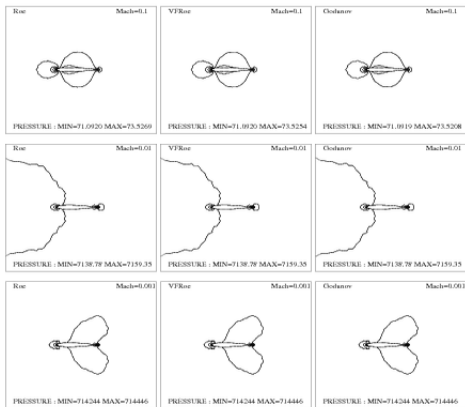 Roe Mach=0.1
PRESSURE : MIN=71.0920 MAX=73.5269
VFRoe Mach=0.1
PRESSURE : MIN=71.0920 MAX=73.5254
Godunov Mach=0.1
PRESSURE : MIN=71.0919 MAX=73.5208
Roe Mach=0.01
PRESSURE : MIN=7138.78 MAX=7159.35
VFRoe Mach=0.01
PRESSURE : MIN=7138.78 MAX=7159.35
Godunov Mach=0.01
PRESSURE : MIN=7138.78 MAX=7159.35
Roe Mach=0.001
PRESSURE : MIN=714244 MAX=714446
VFRoe Mach=0.001
PRESSURE : MIN=714244 MAX=714446
Godunov Mach=0.001
PRESSURE : MIN=714244 MAX=714446